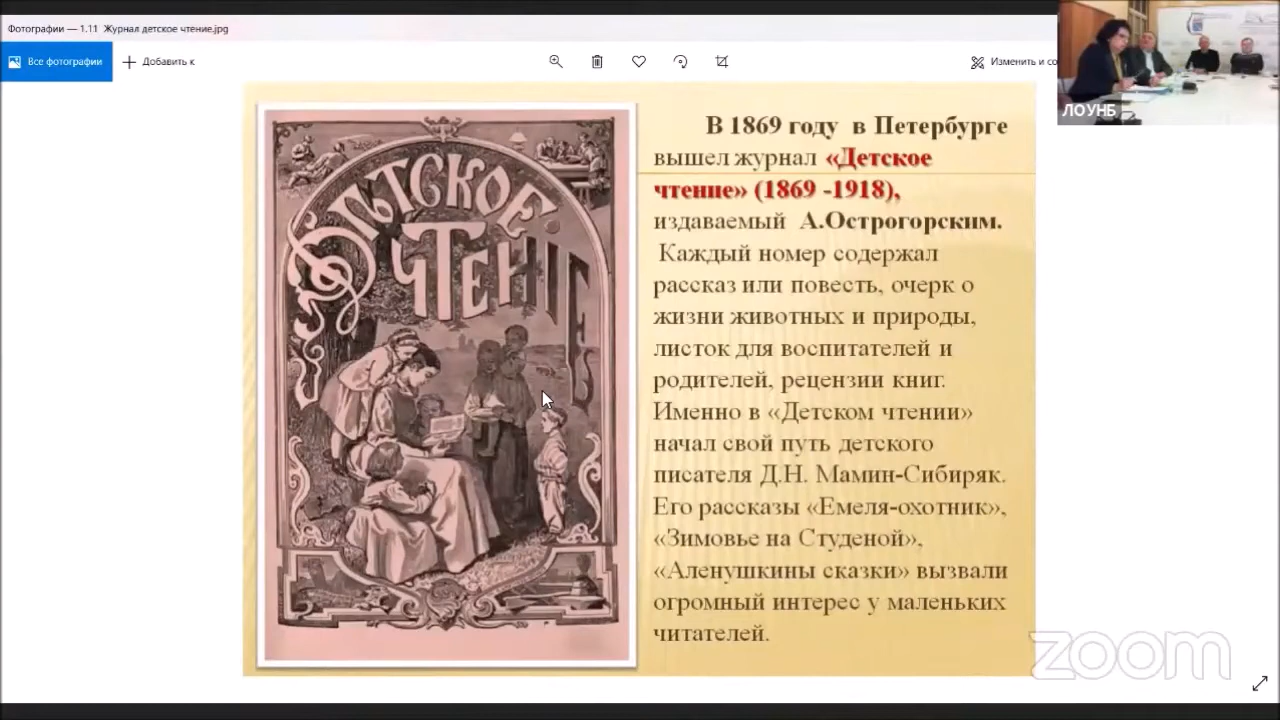 Фотографии — 1.11 Журнал детское чтение.jpg
Все фотографии
Добавить к
Изменить и со
ЛОУНБ
ДѢТСКОЕ
ЧТЕНІЕ
В 1869 году в Петербурге
вышел журнал «Детское
чтение» (1869 -1918),
издаваемый А.Острогорским.
Каждый номер содержал
рассказ или повесть, очерк о
жизни животных и природы,
листок для воспитателей и
родителей, рецензии книг.
Именно в «Детском чтении»
начал свой путь детского
писателя Д.Н. Мамин-Сибиряк.
Его рассказы «Емеля-охотник»,
«Зимовье на Студеной»,
«Аленушкины сказки» вызвали
огромный интерес у маленьких
читателей.
zoom